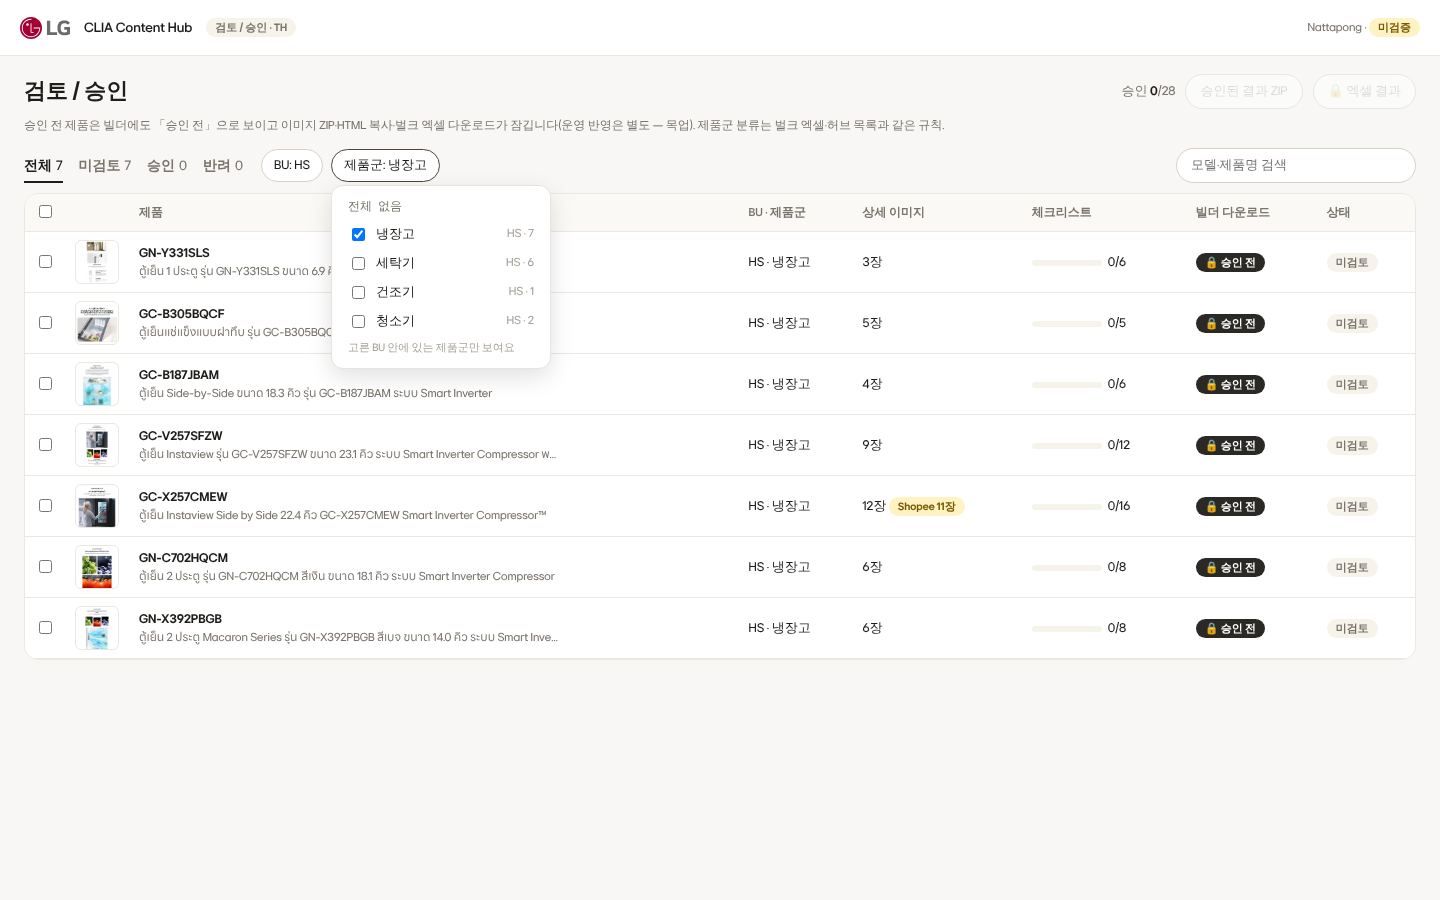 LG CLIA Content Hub 검토 / 승인 · TH Nattapong · 미검증
검토 / 승인 승인 0/28 승인된 결과 ZIP 🔒 엑셀 결과
승인 전 제품은 빌더에도 「승인 전」으로 보이고 이미지 ZIP·HTML 복사·벌크 엑셀 다운로드가 잠깁니다(운영 반영은 별도 — 목업). 제품군 분류는 벌크 엑셀·허브 목록과 같은 규칙.
전체 7 미검토 7 승인 0 반려 0 BU: HS 제품군: 냉장고 모델·제품명 검색
전체 없음
냉장고 HS · 7
세탁기 HS · 6
건조기 HS · 1
청소기 HS · 2
고른 BU 안에 있는 제품군만 보여요
제품 BU · 제품군 상세 이미지 체크리스트 빌더 다운로드 상태
GN-Y331SLS
ตู้เย็น 1 ประตู รุ่น GN-Y331SLS ขนาด 6.9 HS · 냉장고 3장 0/6 🔒 승인 전 미검토
GC-B305BQCF
ตู้เย็นแช่แข็งแบบฝาทึบ รุ่น GC-B305BQC HS · 냉장고 5장 0/5 🔒 승인 전 미검토
GC-B187JBAM
ตู้เย็น Side-by-Side ขนาด 18.3 คิว รุ่น GC-B187JBAM ระบบ Smart Inverter HS · 냉장고 4장 0/6 🔒 승인 전 미검토
GC-V257SFZW
ตู้เย็น Instaview รุ่น GC-V257SFZW ขนาด 23.1 คิว ระบบ Smart Inverter Compressor พ... HS · 냉장고 9장 0/12 🔒 승인 전 미검토
GC-X257CMEW
ตู้เย็น Instaview Side by Side 22.4 คิว GC-X257CMEW Smart Inverter Compressor™ HS · 냉장고 12장 Shopee 11장 0/16 🔒 승인 전 미검토
GN-C702HQCM
ตู้เย็น 2 ประตู รุ่น GN-C702HQCM สีเงิน ขนาด 18.1 คิว ระบบ Smart Inverter Compressor HS · 냉장고 6장 0/8 🔒 승인 전 미검토
GN-X392PBGB
ตู้เย็น 2 ประตู Macaron Series รุ่น GN-X392PBGB สีเบจ ขนาด 14.0 คิว ระบบ Smart Inve... HS · 냉장고 6장 0/8 🔒 승인 전 미검토